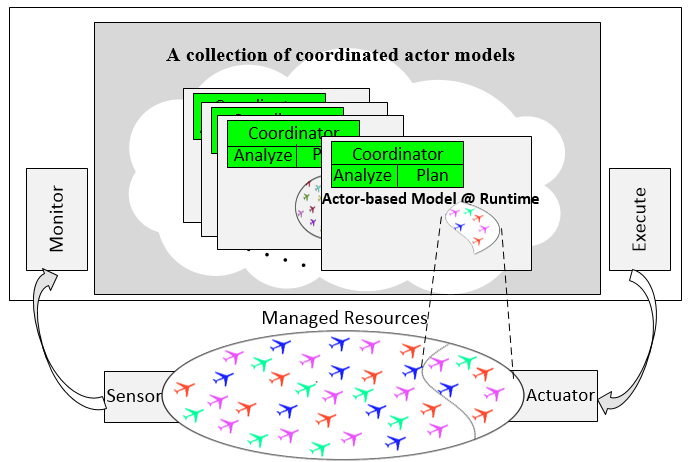 A collection of coordinated actor models
Coordinator
Analyze
Coordinator
Analyze Plan
Actor-based Model @ Runtime
Monitor
Execute
Managed Resources
Sensor
Actuator